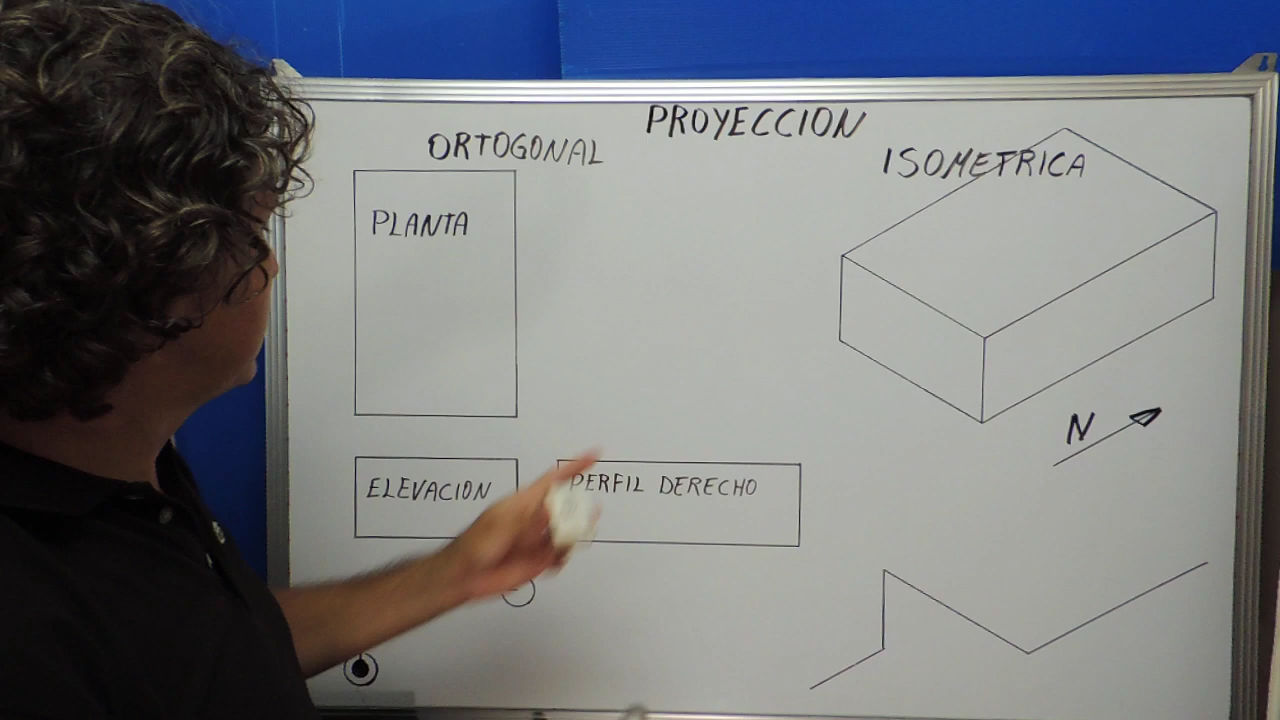 PROYECCION
ORTOGONAL
ISOMETRICA
PLANTA
ELEVACION
PERFIL DERECHO
N